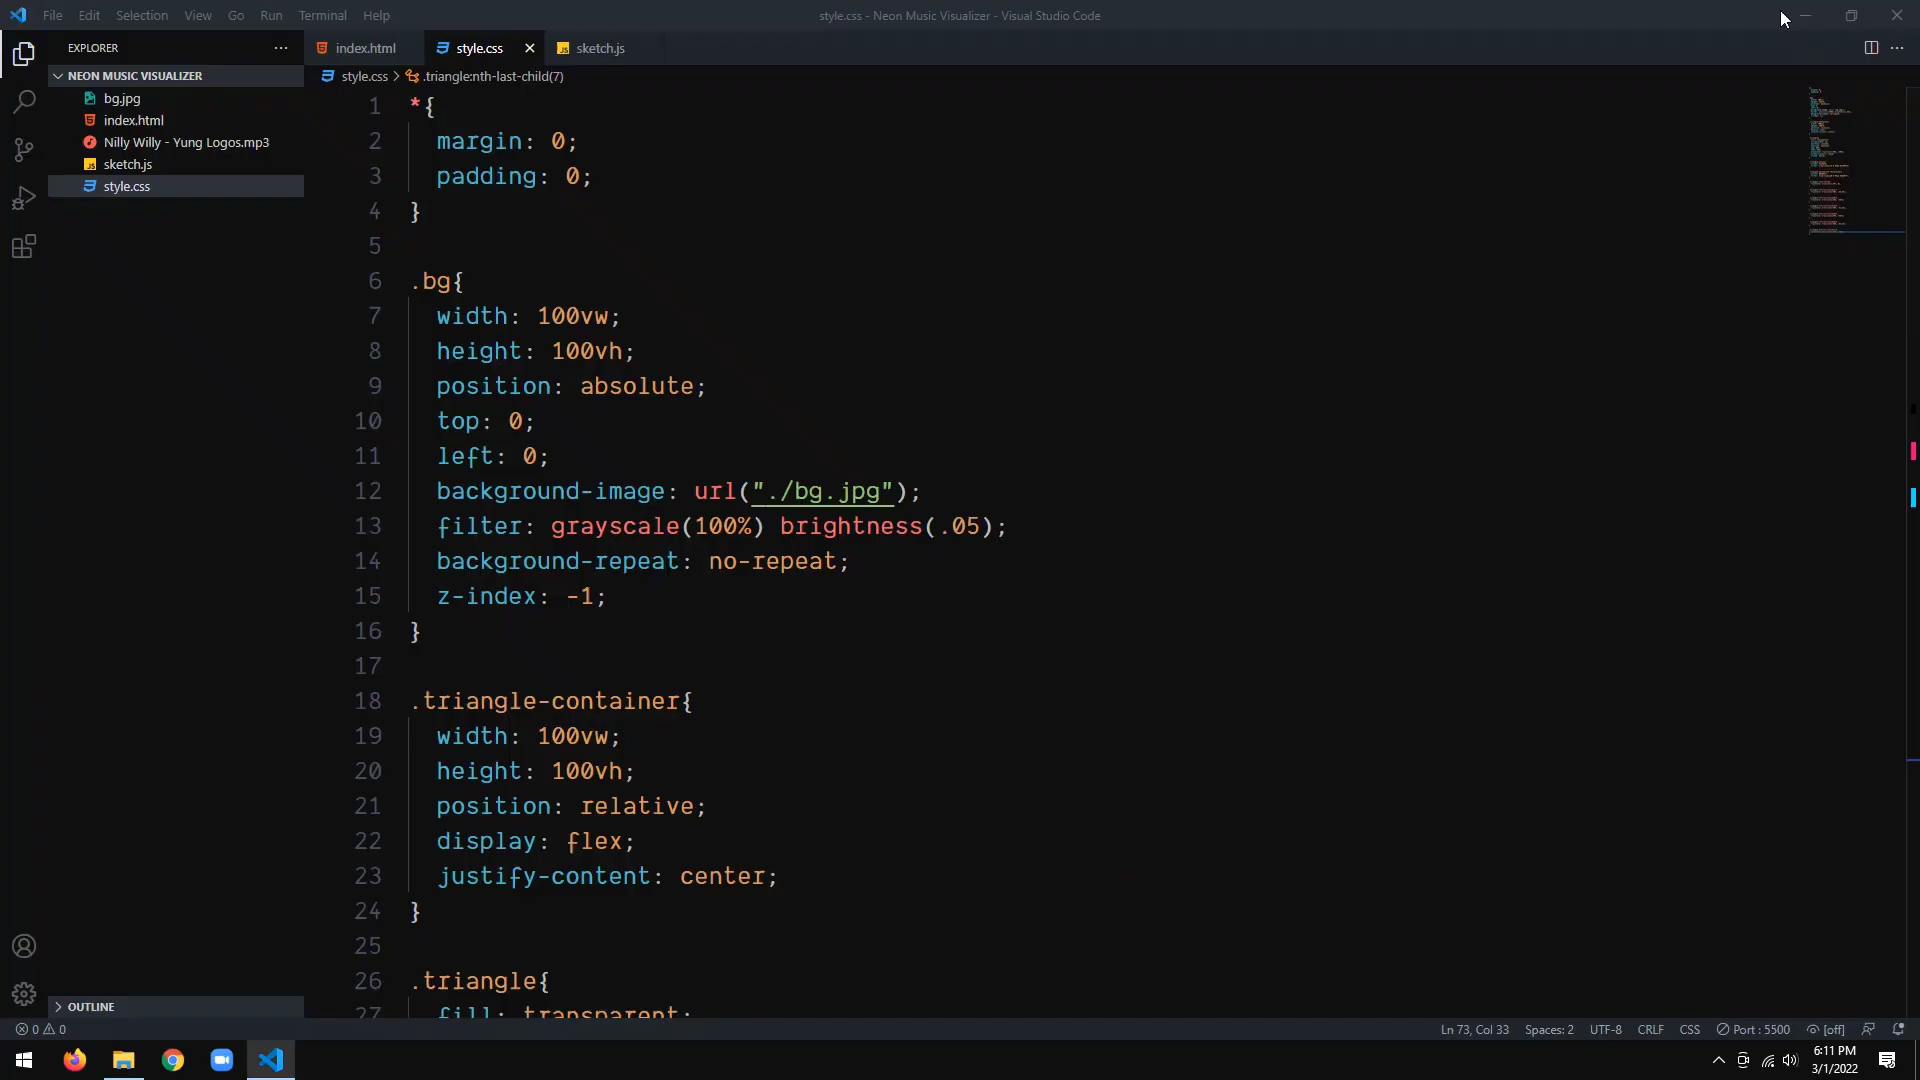 File Edit Selection View Go Run Terminal Help
style.css - Neon Music Visualizer - Visual Studio Code
EXPLORER
NEON MUSIC VISUALIZER
bg.jpg
index.html
Nilly Willy - Yung Logos.mp3
sketch.js
style.css
OUTLINE
index.html style.css sketch.js
style.css > .triangle:nth-last-child(7)
1 *{
2 margin: 0;
3 padding: 0;
4 }
5
6 .bg{
7 width: 100vw;
8 height: 100vh;
9 position: absolute;
10 top: 0;
11 left: 0;
12 background-image: url("./bg.jpg");
13 filter: grayscale(100%) brightness(.05);
14 background-repeat: no-repeat;
15 z-index: -1;
16 }
17
18 .triangle-container{
19 width: 100vw;
20 height: 100vh;
21 position: relative;
22 display: flex;
23 justify-content: center;
24 }
25
26 .triangle{
27 fill: transparent;
0 0 Ln 73, Col 33 Spaces: 2 UTF-8 CRLF CSS Port : 5500 [off]
6:11 PM
3/1/2022